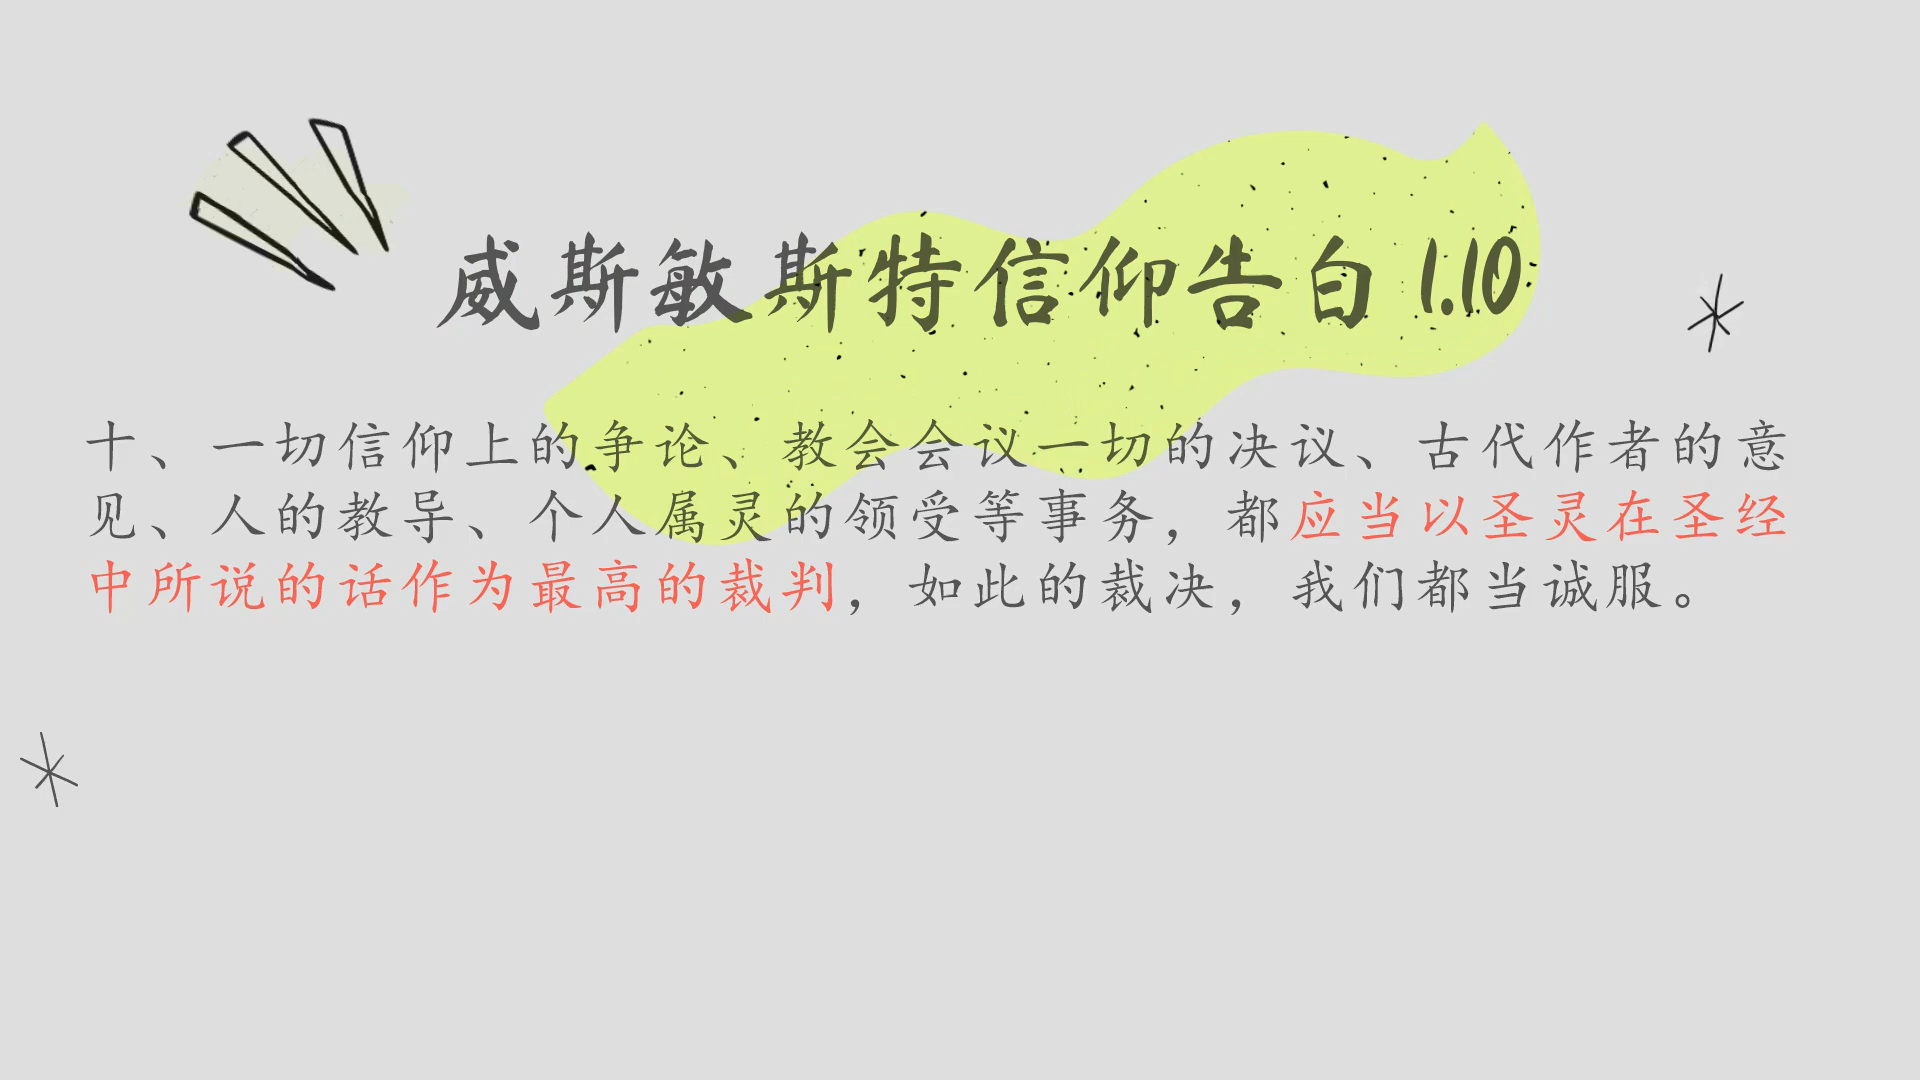 威斯敏斯特信仰告白 1.10
十、一切信仰上的争论、教会会议一切的决议、古代作者的意
见、人的教导、个人属灵的领受等事务，都应当以圣灵在圣经
中所说的话作为最高的裁判，如此的裁决，我们都当诚服。